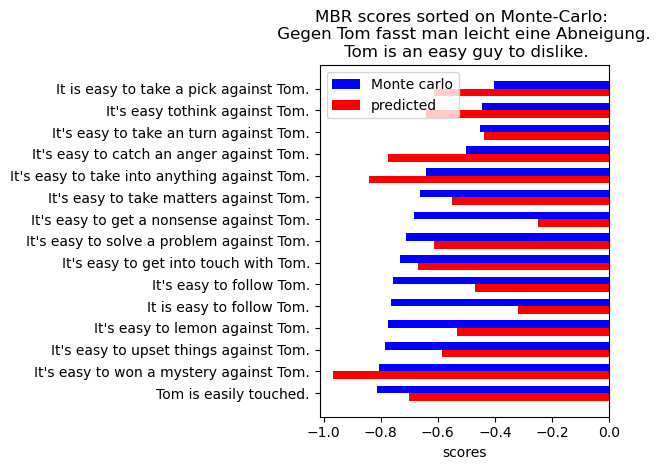 MBR scores sorted on Monte-Carlo:
Gegen Tom fasst man leicht eine Abneigung.
Tom is an easy guy to dislike.
Monte carlo
predicted
It is easy to take a pick against Tom.
It's easy tothink against Tom.
It's easy to take an turn against Tom.
It's easy to catch an anger against Tom.
It's easy to take into anything against Tom.
It's easy to take matters against Tom.
It's easy to get a nonsense against Tom.
It's easy to solve a problem against Tom.
It's easy to get into touch with Tom.
It's easy to follow Tom.
It is easy to follow Tom.
It's easy to lemon against Tom.
It's easy to upset things against Tom.
It's easy to won a mystery against Tom.
Tom is easily touched.
−1.0 −0.8 −0.6 −0.4 −0.2 0.0
scores